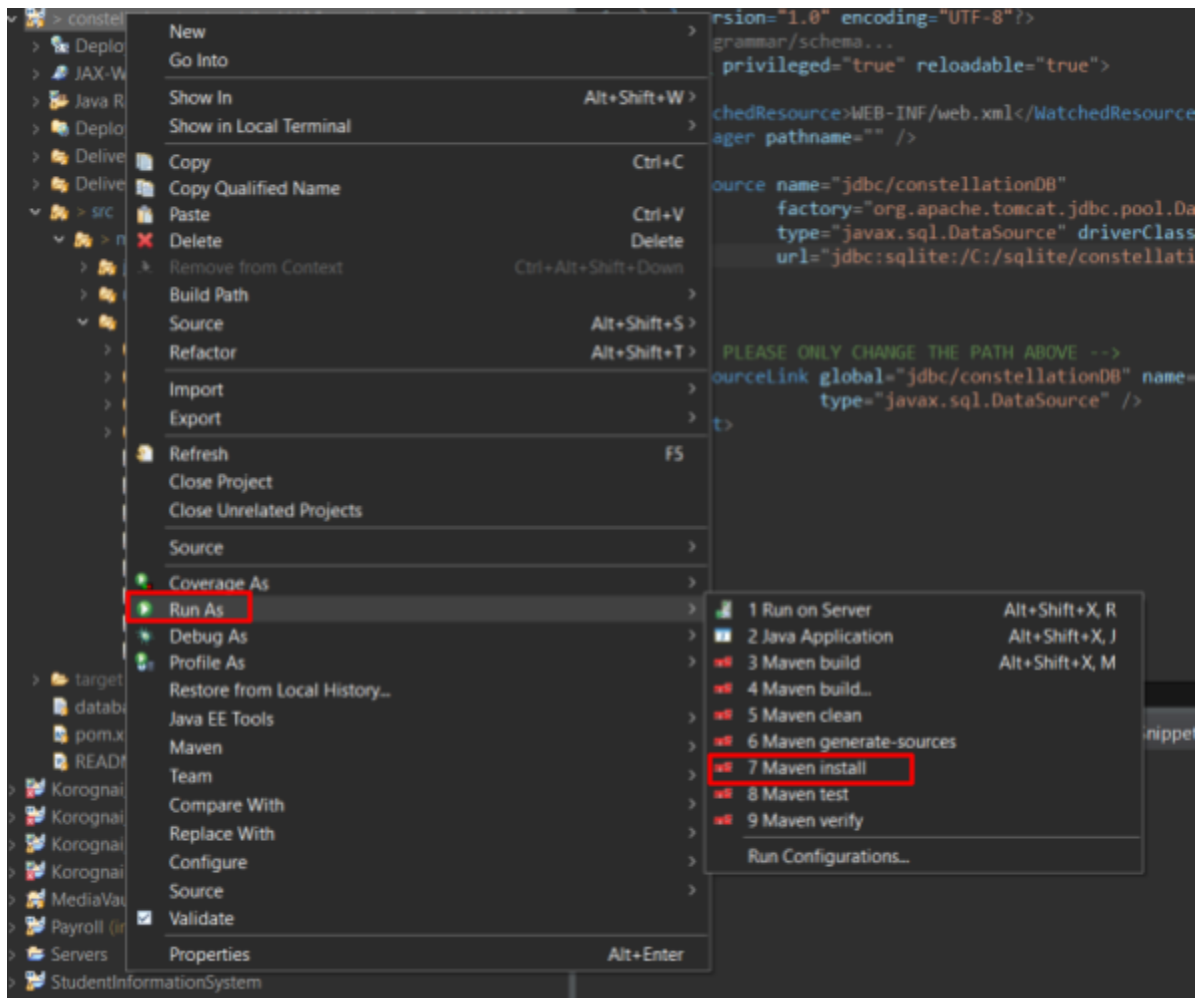 > conste
Deplo
JAX-W
Java R
Deplo
Delive
Delive
> src
> n
target
databa
pom.x
READM
Korognai
Korognai
Korognai
Korognai
MediaVau
Payroll (in
Servers
StudentInformationSystem
New
Go Into
Show In Alt+Shift+W
Show in Local Terminal
Copy Ctrl+C
Copy Qualified Name
Paste Ctrl+V
Delete Delete
Remove from Context Ctrl+Alt+Shift+Down
Build Path
Source Alt+Shift+S
Refactor Alt+Shift+T
Import
Export
Refresh F5
Close Project
Close Unrelated Projects
Source
Coverage As
Run As
Debug As
Profile As
Restore from Local History...
Java EE Tools
Maven
Team
Compare With
Replace With
Configure
Source
Validate
Properties Alt+Enter
1 Run on Server Alt+Shift+X, R
2 Java Application Alt+Shift+X, J
3 Maven build Alt+Shift+X, M
4 Maven build...
5 Maven clean
6 Maven generate-sources
7 Maven install
8 Maven test
9 Maven verify
Run Configurations...
rsion="1.0" encoding="UTF-8"?>
grammar/schema...
privileged="true" reloadable="true">
chedResource>WEB-INF/web.xml</WatchedResource
ager pathname="" />
ource name="jdbc/constellationDB"
factory="org.apache.tomcat.jdbc.pool.Da
type="javax.sql.DataSource" driverClass
url="jdbc:sqlite:/C:/sqlite/constellati
PLEASE ONLY CHANGE THE PATH ABOVE -->
ourceLink global="jdbc/constellationDB" name=
type="javax.sql.DataSource" />
t>
Snippet